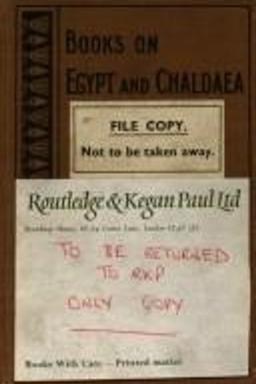 BOOKS ON
EGYPT AND CHALDAEA
FILE COPY.
Not to be taken away.
Routledge & Kegan Paul Ltd
TO BE RETURNED
TO RKP
ONLY COPY
Books With Care — Printed matter